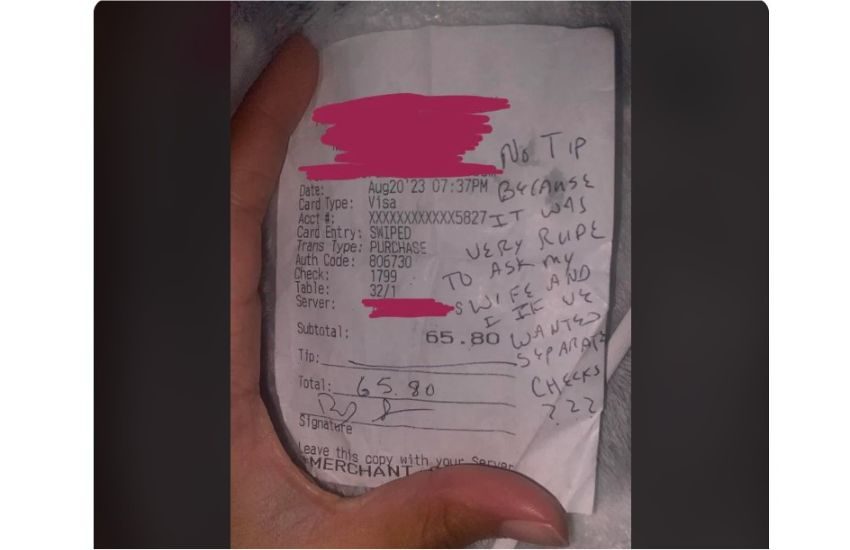 Date: Aug20'23 07:37PM
Card Type: Visa
Acct #: XXXXXXXXXXXX5827
Card Entry: SWIPED
Trans Type: PURCHASE
Auth Code: 806730
Check: 1799
Table: 32/1
Server: S
Subtotal: 65.80
Tip:
Total: 65.80
Signature
Leave this copy with your Server
MERCHANT
NO TIP
BECAUSE
IT WAS
VERY RUDE
TO ASK MY
WIFE AND
I IF WE
WANTED
SEPARATE
CHECKS
???